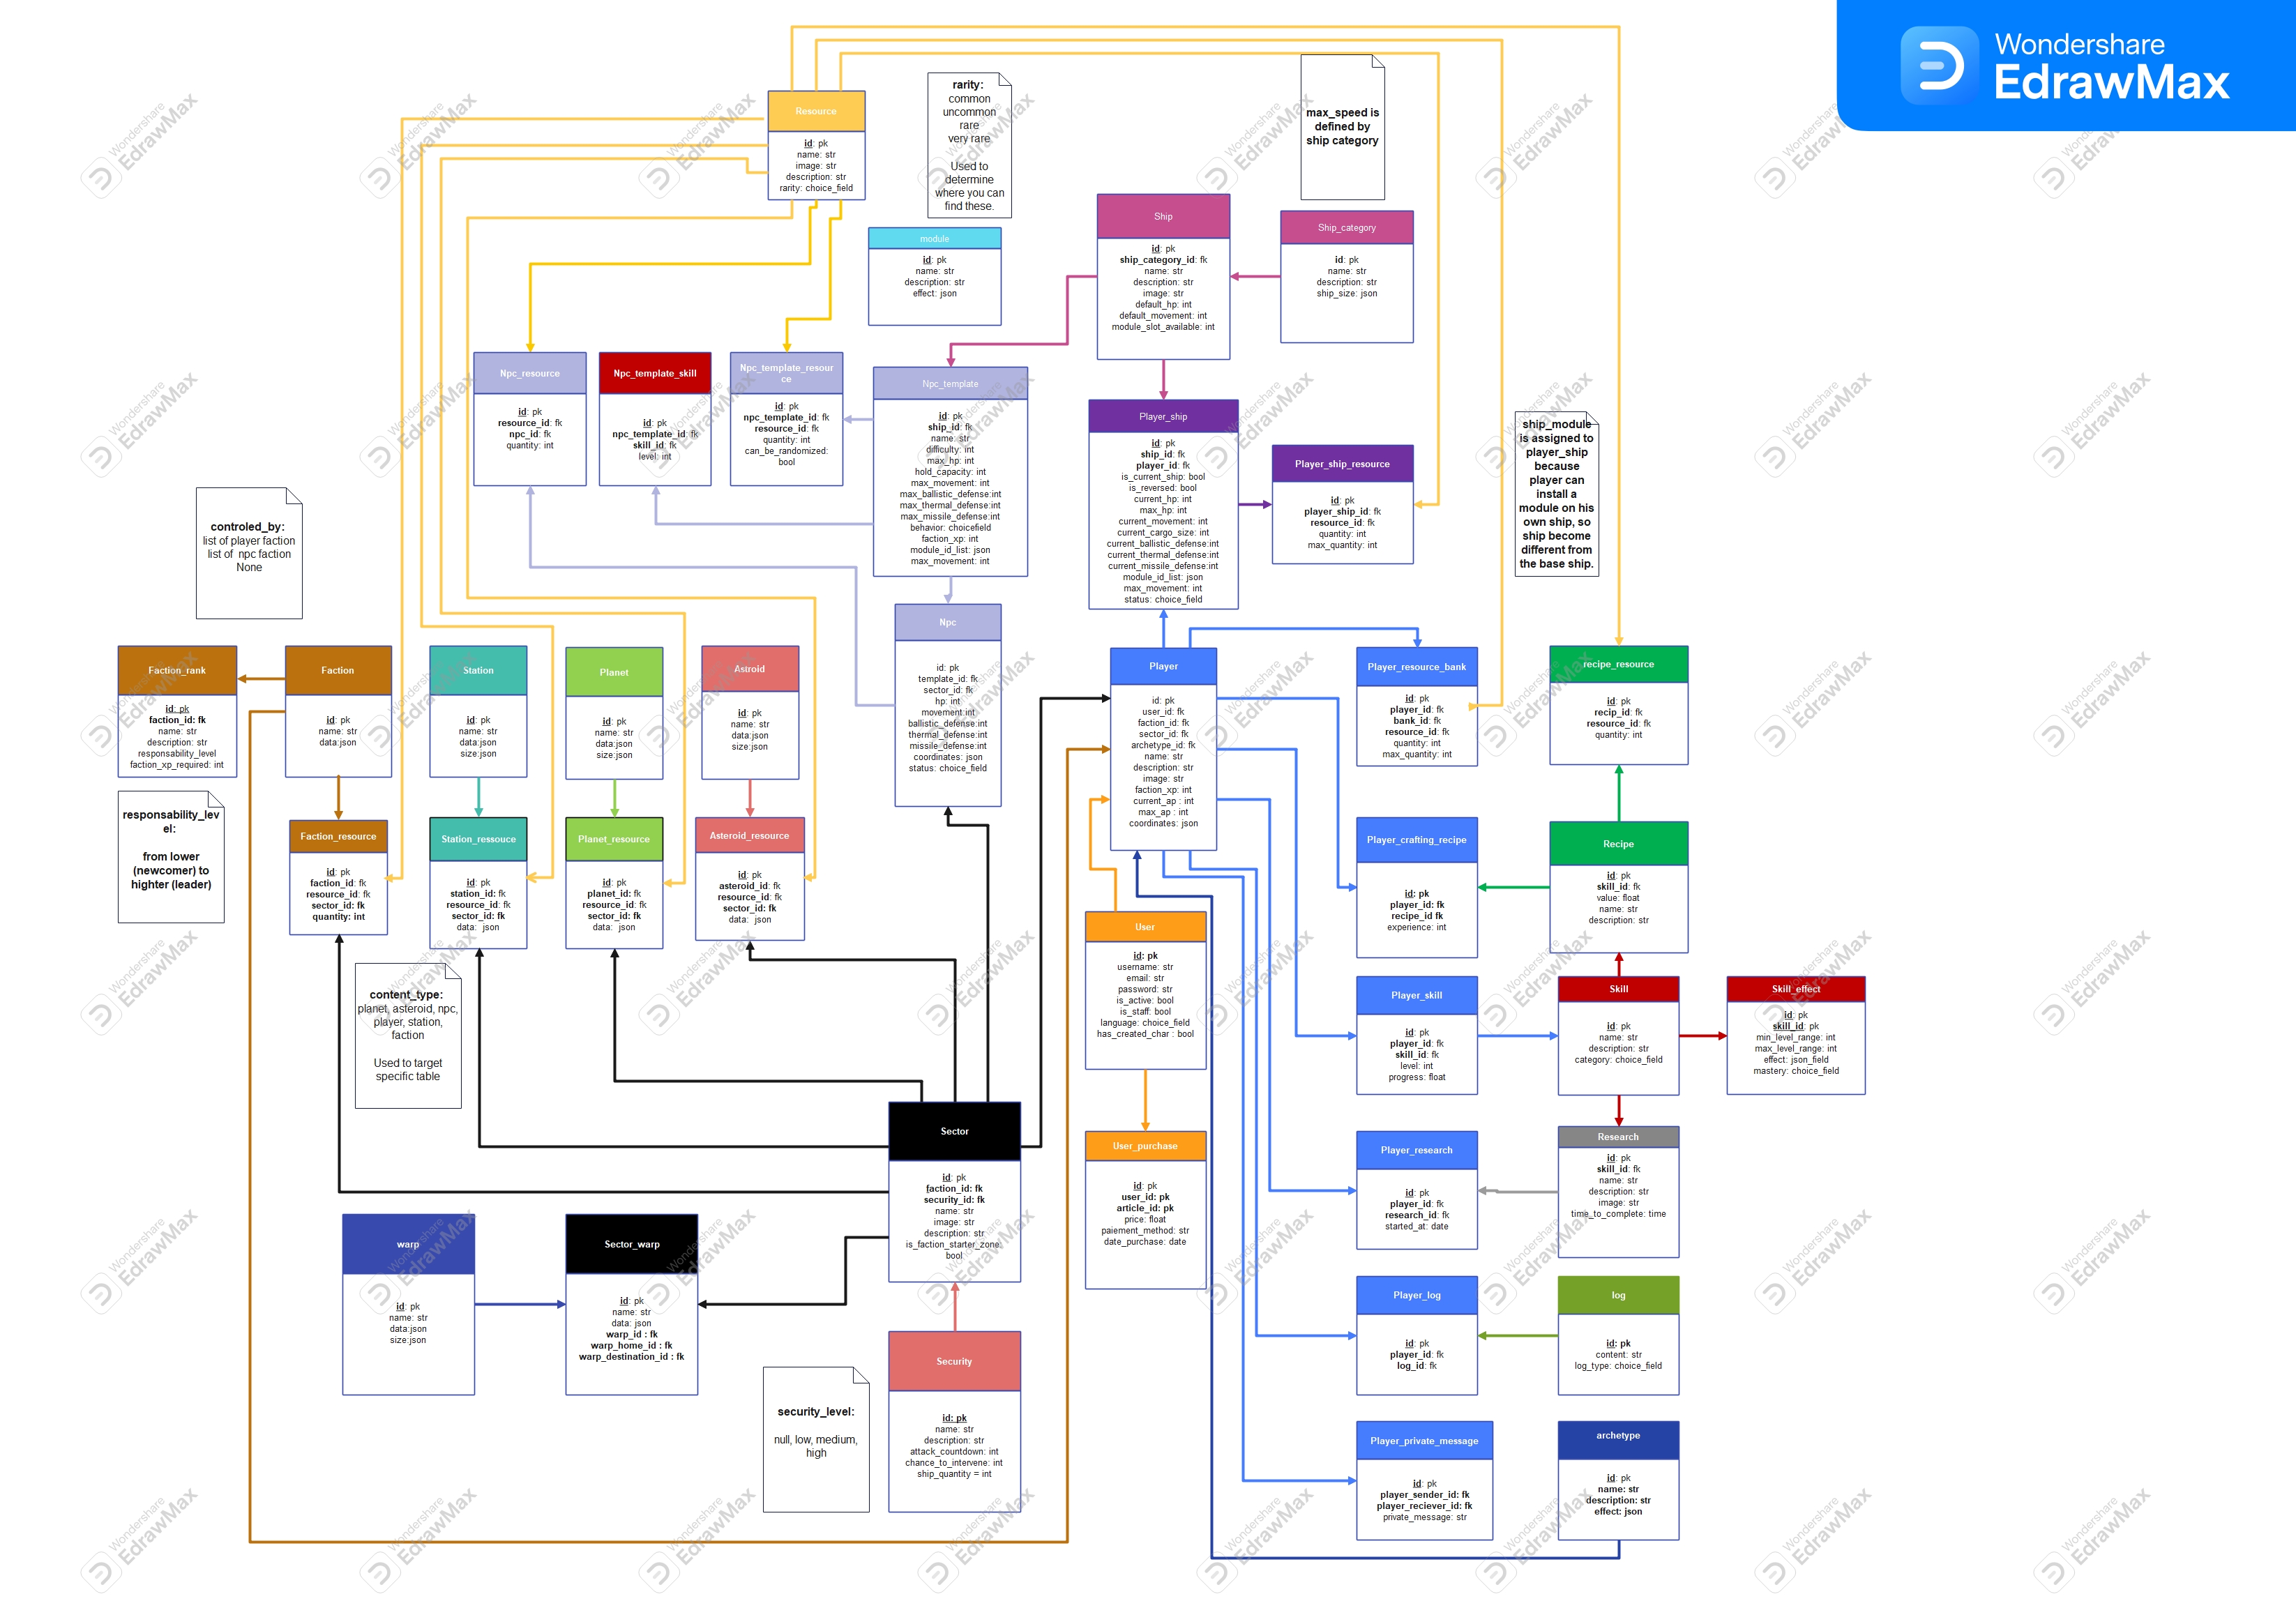 Wondershare
EdrawMax
Resource
id: pk
name: str
image: str
description: str
rarity: choice_field
rarity:
common
uncommon
rare
very rare
Used to
determine
where you can
find these.
max_speed is
defined by
ship category
module
id: pk
name: str
description: str
effect: json
Ship
id: pk
ship_category_id: fk
name: str
description: str
image: str
default_hp: int
default_movement: int
module_slot_available: int
Ship_category
id: pk
name: str
description: str
ship_size: json
Npc_resource
id: pk
resource_id: fk
npc_id: fk
quantity: int
Npc_template_skill
id: pk
npc_template_id: fk
skill_id: fk
level: int
Npc_template_resour
ce
id: pk
npc_template_id: fk
resource_id: fk
quantity: int
can_be_randomized:
bool
Npc_template
id: pk
ship_id: fk
name: str
difficulty: int
max_hp: int
hold_capacity: int
max_movement: int
max_ballistic_defense:int
max_thermal_defense:int
max_missile_defense:int
behavior: choicefield
faction_xp: int
module_id_list: json
max_movement: int
Player_ship
id: pk
ship_id: fk
player_id: fk
is_current_ship: bool
is_reversed: bool
current_hp: int
max_hp: int
current_movement: int
current_cargo_size: int
current_ballistic_defense:int
current_thermal_defense:int
current_missile_defense:int
module_id_list: json
max_movement: int
status: choice_field
Player_ship_resource
id: pk
player_ship_id: fk
resource_id: fk
quantity: int
max_quantity: int
ship_module
is assigned to
player_ship
because
player can
install a
module on his
own ship, so
ship become
different from
the base ship.
controled_by:
list of player faction
list of npc faction
None
Faction_rank
id: pk
faction_id: fk
name: str
description: str
responsability_level
faction_xp_required: int
Faction
id: pk
name: str
data:json
Station
id: pk
name: str
data:json
size:json
Planet
id: pk
name: str
data:json
size:json
Astroid
id: pk
name: str
data:json
size:json
Npc
id: pk
template_id: fk
sector_id: fk
hp: int
movement:int
ballistic_defense:int
thermal_defense:int
missile_defense:int
coordinates: json
status: choice_field
Player
id: pk
user_id: fk
faction_id: fk
sector_id: fk
archetype_id: fk
name: str
description: str
image: str
faction_xp: int
current_ap : int
max_ap : int
coordinates: json
Player_resource_bank
id: pk
player_id: fk
bank_id: fk
resource_id: fk
quantity: int
max_quantity: int
recipe_resource
id: pk
recip_id: fk
resource_id: fk
quantity: int
responsability_lev
el:
from lower
(newcomer) to
highter (leader)
Faction_resource
id: pk
faction_id: fk
resource_id: fk
sector_id: fk
quantity: int
Station_ressouce
id: pk
station_id: fk
resource_id: fk
sector_id: fk
data: json
Planet_resource
id: pk
planet_id: fk
resource_id: fk
sector_id: fk
data: json
Asteroid_resource
id: pk
asteroid_id: fk
resource_id: fk
sector_id: fk
data: json
Player_crafting_recipe
id: pk
player_id: fk
recipe_id fk
experience: int
Recipe
id: pk
skill_id: fk
value: float
name: str
description: str
content_type:
planet, asteroid, npc,
player, station,
faction
Used to target
specific table
User
id: pk
username: str
email: str
password: str
is_active: bool
is_staff: bool
language: choice_field
has_created_char : bool
Player_skill
id: pk
player_id: fk
skill_id: fk
level: int
progress: float
Skill
id: pk
name: str
description: str
category: choice_field
Skill_effect
id: pk
skill_id: pk
min_level_range: int
max_level_range: int
effect: json_field
mastery: choice_field
Sector
id: pk
faction_id: fk
security_id: fk
name: str
image: str
description: str
is_faction_starter_zone:
bool
User_purchase
id: pk
user_id: pk
article_id: pk
price: float
paiement_method: str
date_purchase: date
Player_research
id: pk
player_id: fk
research_id: fk
started_at: date
Research
id: pk
skill_id: fk
name: str
description: str
image: str
time_to_complete: time
warp
id: pk
name: str
data:json
size:json
Sector_warp
id: pk
name: str
data: json
warp_id : fk
warp_home_id : fk
warp_destination_id : fk
Player_log
id: pk
player_id: fk
log_id: fk
log
id: pk
content: str
log_type: choice_field
security_level:
null, low, medium,
high
Security
id: pk
name: str
description: str
attack_countdown: int
chance_to_intervene: int
ship_quantity = int
Player_private_message
id: pk
player_sender_id: fk
player_reciever_id: fk
private_message: str
archetype
id: pk
name: str
description: str
effect: json